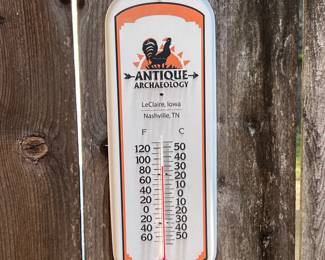 ANTIQUE
ARCHAEOLOGY
LeClaire, Iowa
Nashville, TN
F C
120 50
100 40
80 30
60 20
40 10
20 0
0 10
20 20
40 30
60 40
50